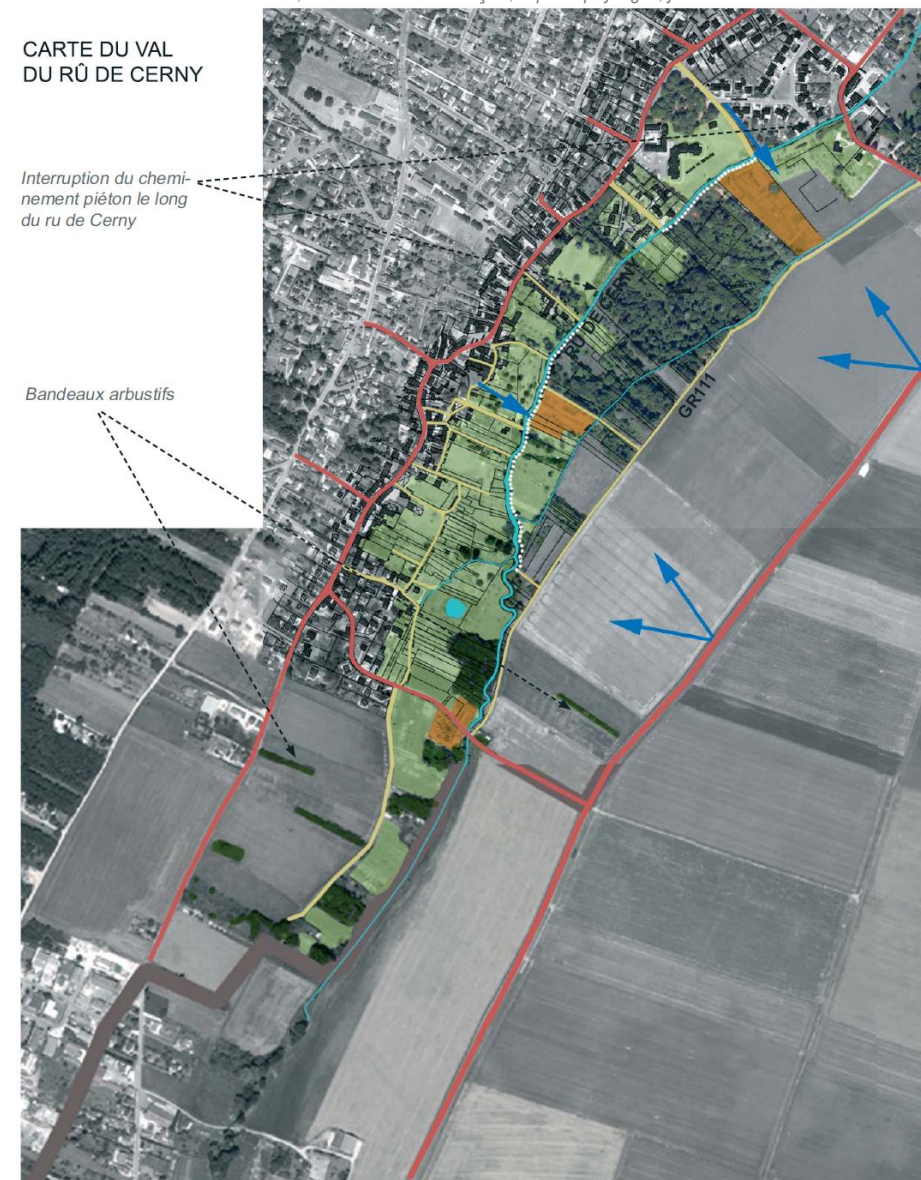 CARTE DU VAL
DU RÛ DE CERNY
Interruption du chemi-
nement piéton le long
du ru de Cerny
Bandeaux arbustifs
GR111